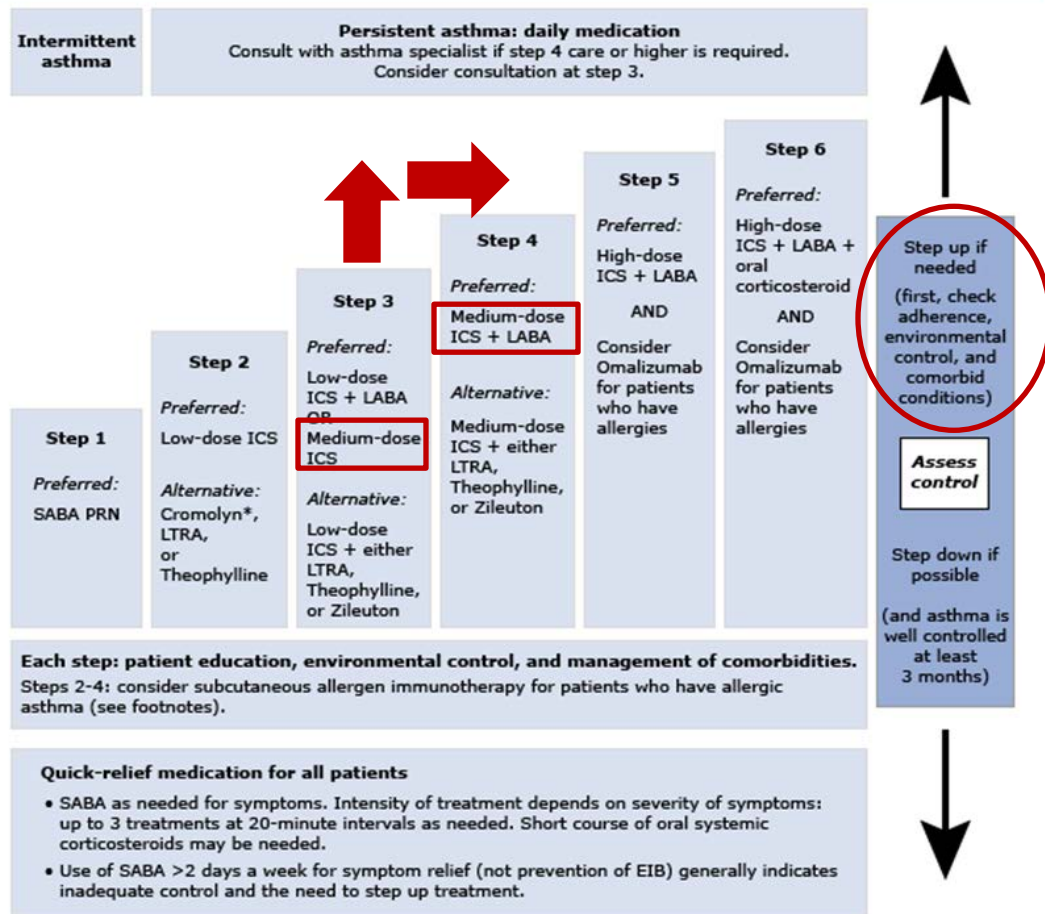 Intermittent
asthma
Persistent asthma: daily medication
Consult with asthma specialist if step 4 care or higher is required.
Consider consultation at step 3.
Step 1
Preferred:
SABA PRN
Step 2
Preferred:
Low-dose ICS
Alternative:
Cromolyn*,
LTRA,
or
Theophylline
Step 3
Preferred:
Low-dose
ICS + LABA
OR
Medium-dose
ICS
Alternative:
Low-dose
ICS + either
LTRA,
Theophylline,
or Zileuton
Step 4
Preferred:
Medium-dose
ICS + LABA
Alternative:
Medium-dose
ICS + either
LTRA,
Theophylline,
or Zileuton
Step 5
Preferred:
High-dose
ICS + LABA
AND
Consider
Omalizumab
for patients
who have
allergies
Step 6
Preferred:
High-dose
ICS + LABA +
oral
corticosteroid
AND
Consider
Omalizumab
for patients
who have
allergies
Step up if
needed
(first, check
adherence,
environmental
control, and
comorbid
conditions)
Assess
control
Step down if
possible
(and asthma is
well controlled
at least
3 months)
Each step: patient education, environmental control, and management of comorbidities.
Steps 2-4: consider subcutaneous allergen immunotherapy for patients who have allergic
asthma (see footnotes).
Quick-relief medication for all patients
• SABA as needed for symptoms. Intensity of treatment depends on severity of symptoms:
up to 3 treatments at 20-minute intervals as needed. Short course of oral systemic
corticosteroids may be needed.
• Use of SABA >2 days a week for symptom relief (not prevention of EIB) generally indicates
inadequate control and the need to step up treatment.